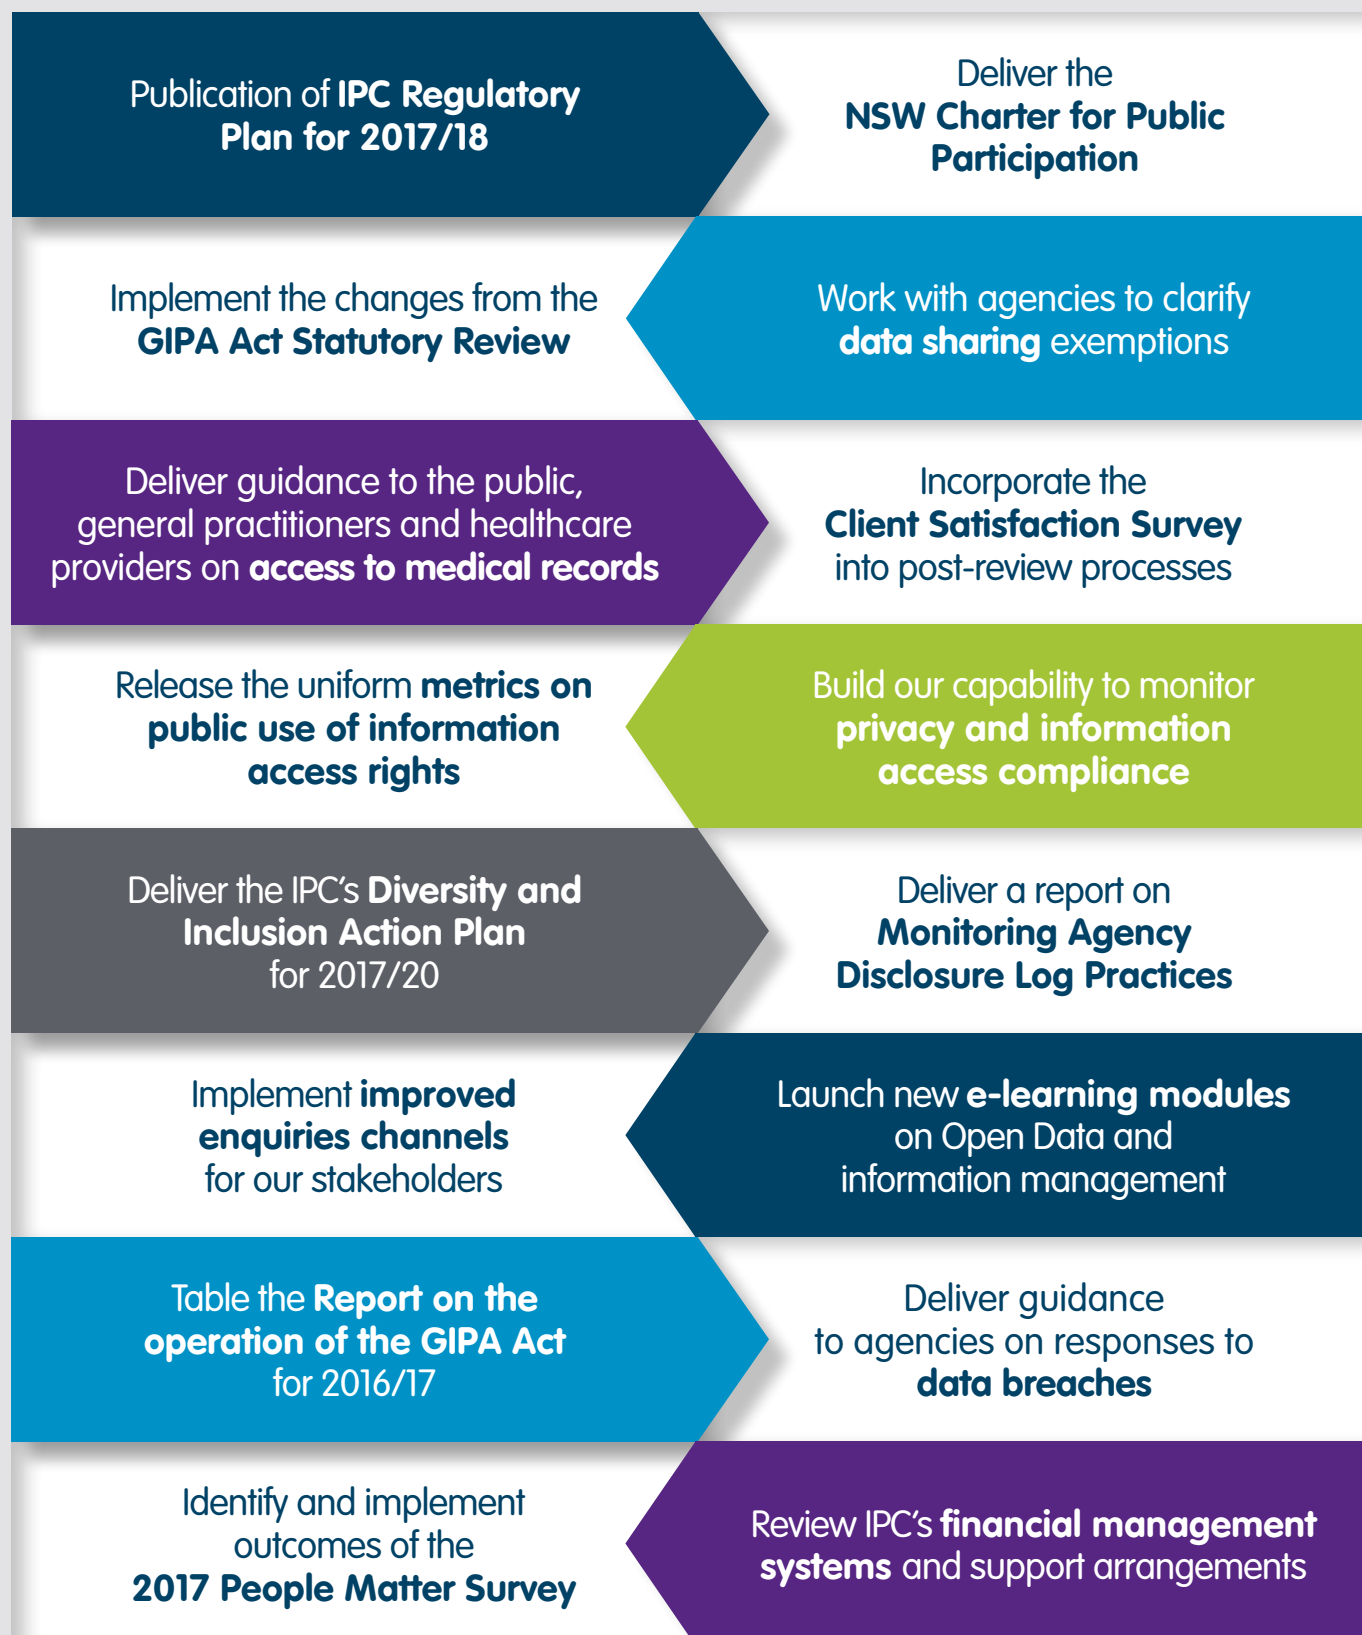 Publication of IPC Regulatory
Plan for 2017/18
Deliver the
NSW Charter for Public
Participation
Implement the changes from the
GIPA Act Statutory Review
Work with agencies to clarify
data sharing exemptions
Deliver guidance to the public,
general practitioners and healthcare
providers on access to medical records
Incorporate the
Client Satisfaction Survey
into post-review processes
Release the uniform metrics on
public use of information
access rights
Build our capability to monitor
privacy and information
access compliance
Deliver the IPC's Diversity and
Inclusion Action Plan
for 2017/20
Deliver a report on
Monitoring Agency
Disclosure Log Practices
Implement improved
enquiries channels
for our stakeholders
Launch new e-learning modules
on Open Data and
information management
Table the Report on the
operation of the GIPA Act
for 2016/17
Deliver guidance
to agencies on responses to
data breaches
Identify and implement
outcomes of the
2017 People Matter Survey
Review IPC's financial management
systems and support arrangements